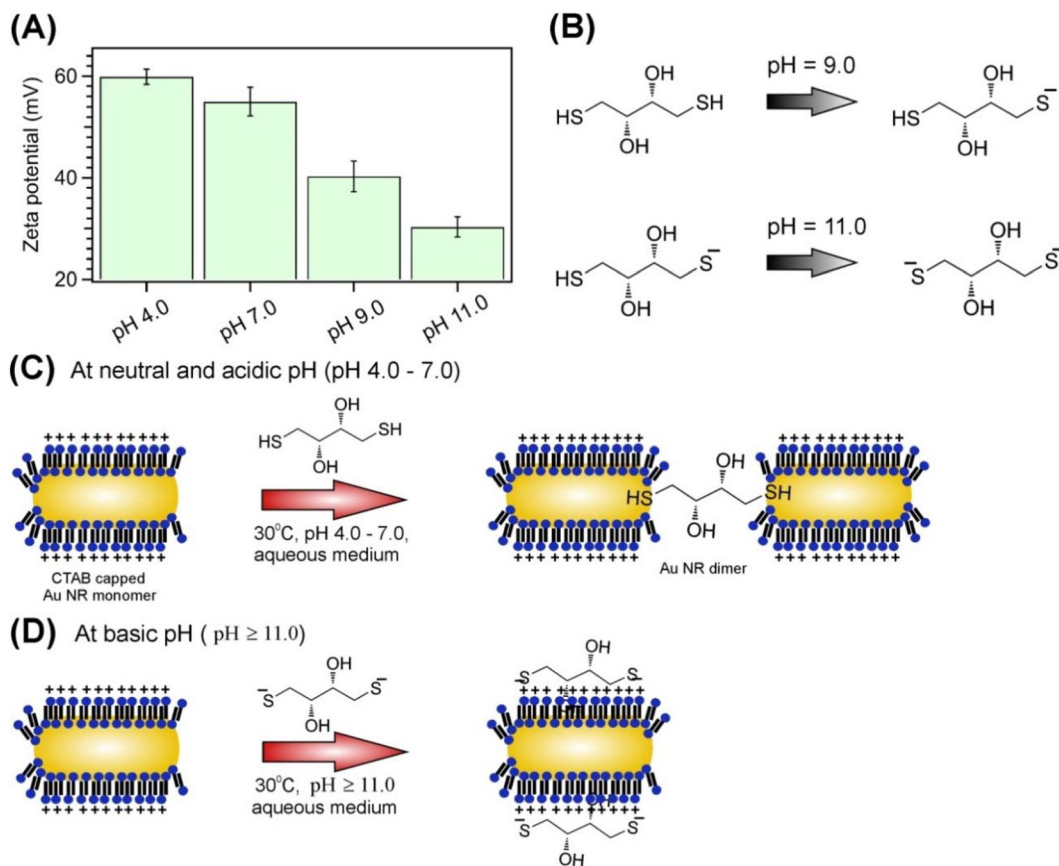 (A)
Zeta potential (mV)
60
40
20
pH 4.0
pH 7.0
pH 9.0
pH 11.0
(B)
OH
HS
SH
OH
pH = 9.0
OH
S
–
HS
OH
OH
HS
S
–
OH
pH = 11.0
OH
–
S
S
–
OH
(C) At neutral and acidic pH (pH 4.0 - 7.0)
OH
HS
SH
OH
30⁰C, pH 4.0 - 7.0,
aqueous medium
+++ ++ ++ ++ ++
+++ ++ ++ ++ ++
CTAB capped
Au NR monomer
+++ ++ ++ ++ ++
+++ ++ ++ ++ ++
OH
HS
SH
OH
+++ ++ ++ ++ ++
+++ ++ ++ ++ ++
Au NR dimer
(D) At basic pH ( pH ≥ 11.0)
+++ ++ ++ ++ ++
+++ ++ ++ ++ ++
OH
–
S
S
–
OH
30⁰C, pH ≥ 11.0
aqueous medium
OH
–
S
S
–
OH
–
S
S
–
OH